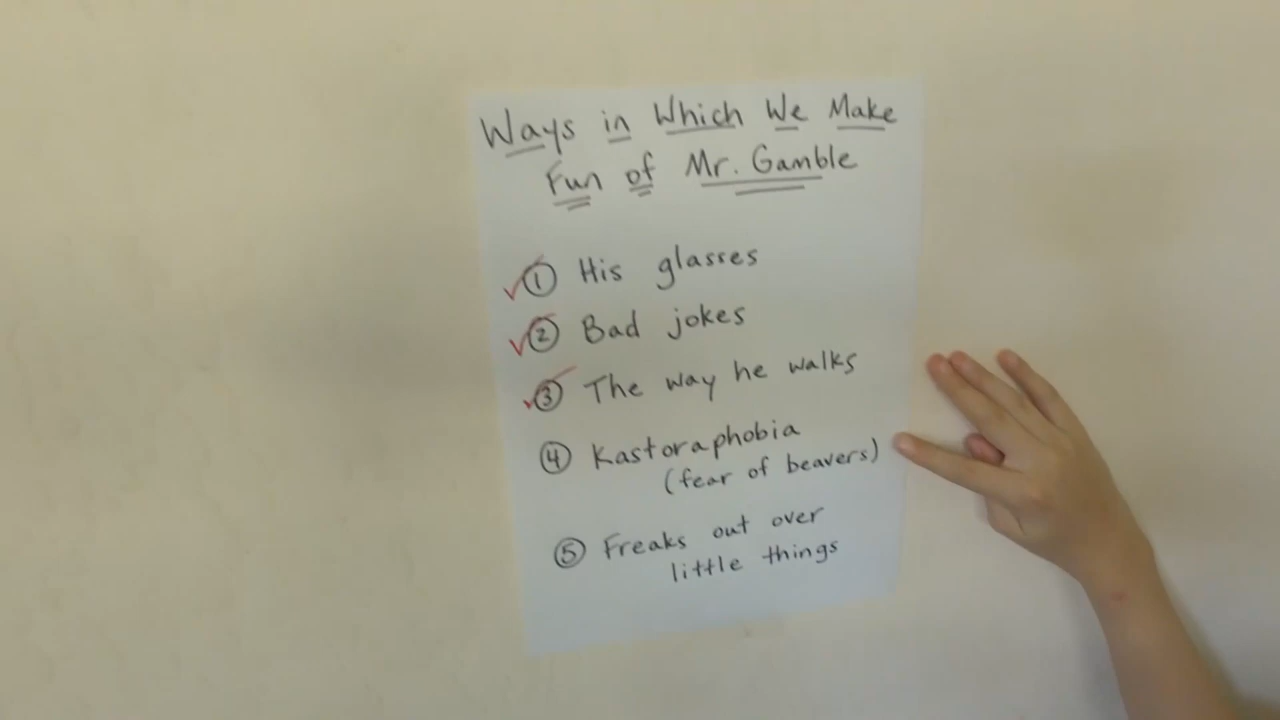 Ways in Which We Make
Fun of Mr. Gamble
① His glasses
② Bad jokes
③ The way he walks
④ Kastoraphobia
(fear of beavers)
⑤ Freaks out over
little things